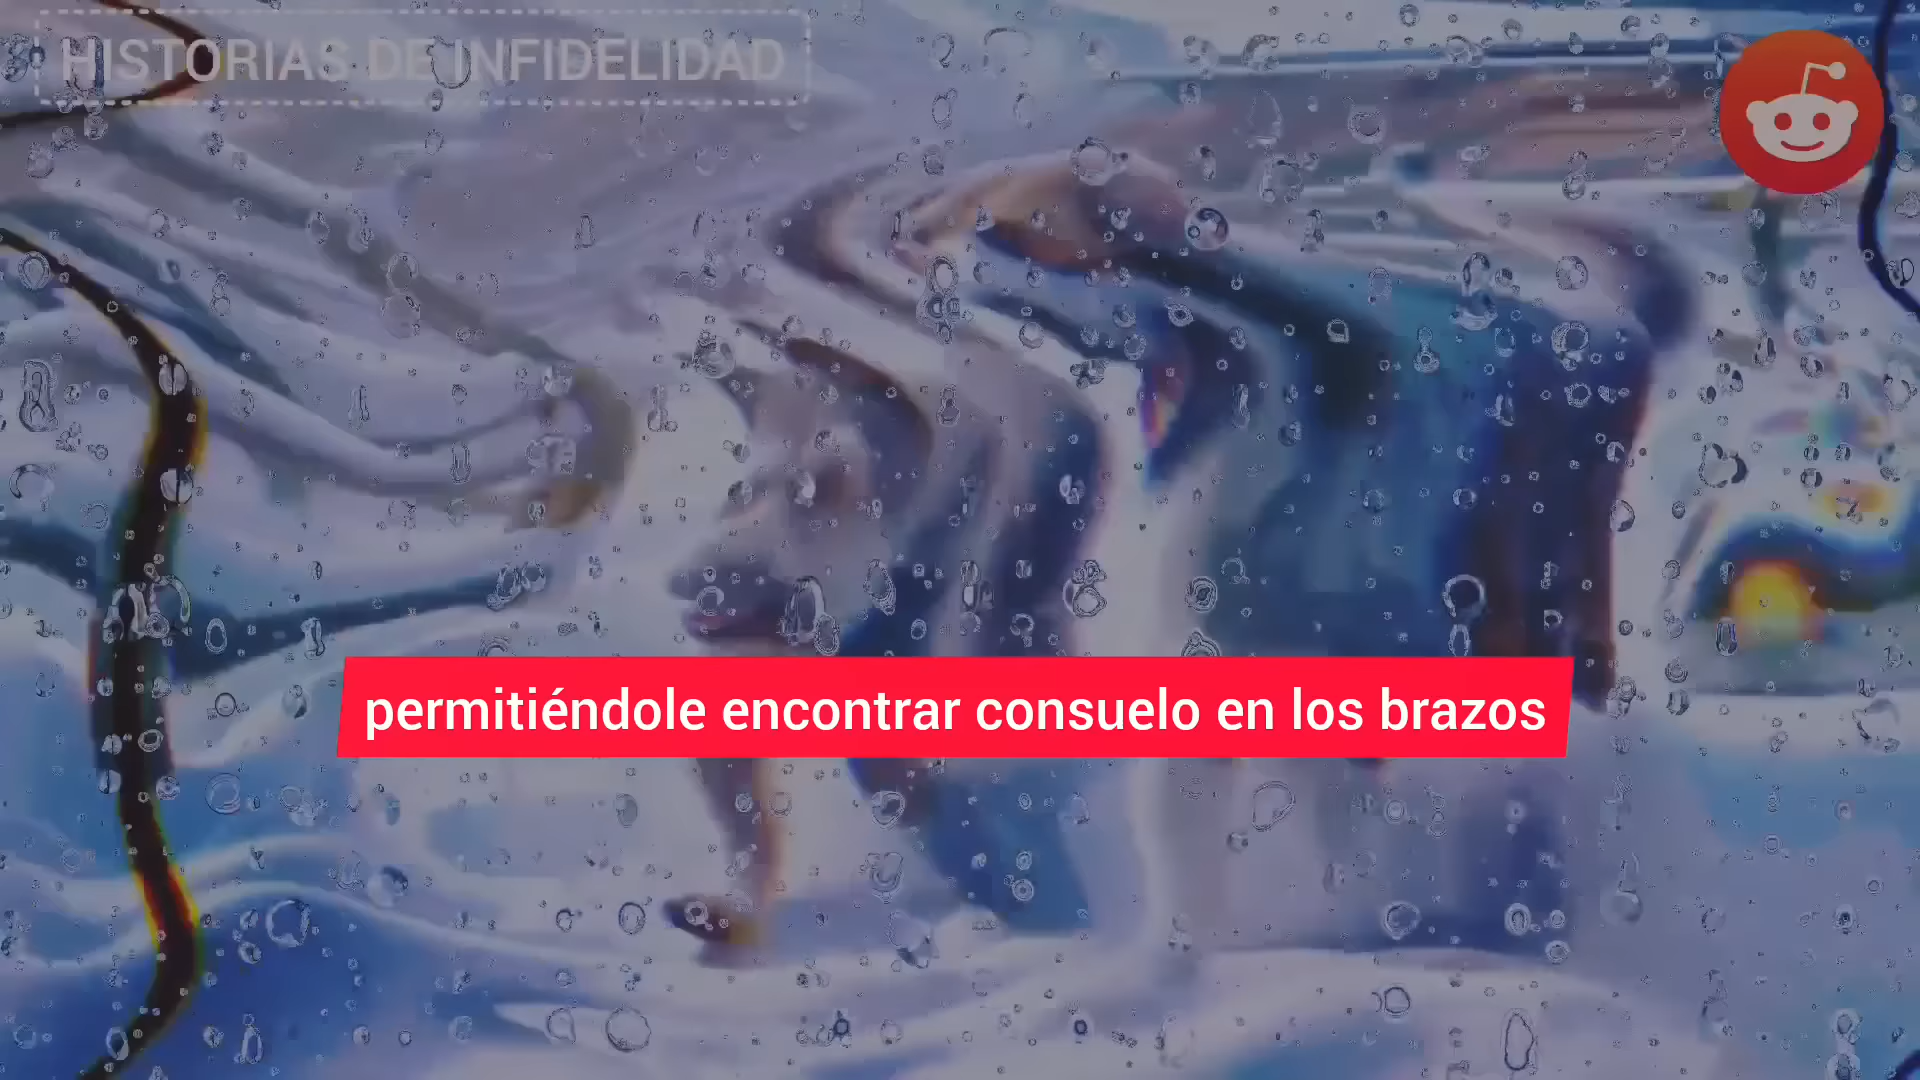 HISTORIAS DE INFIDELIDAD
permitiéndole encontrar consuelo en los brazos